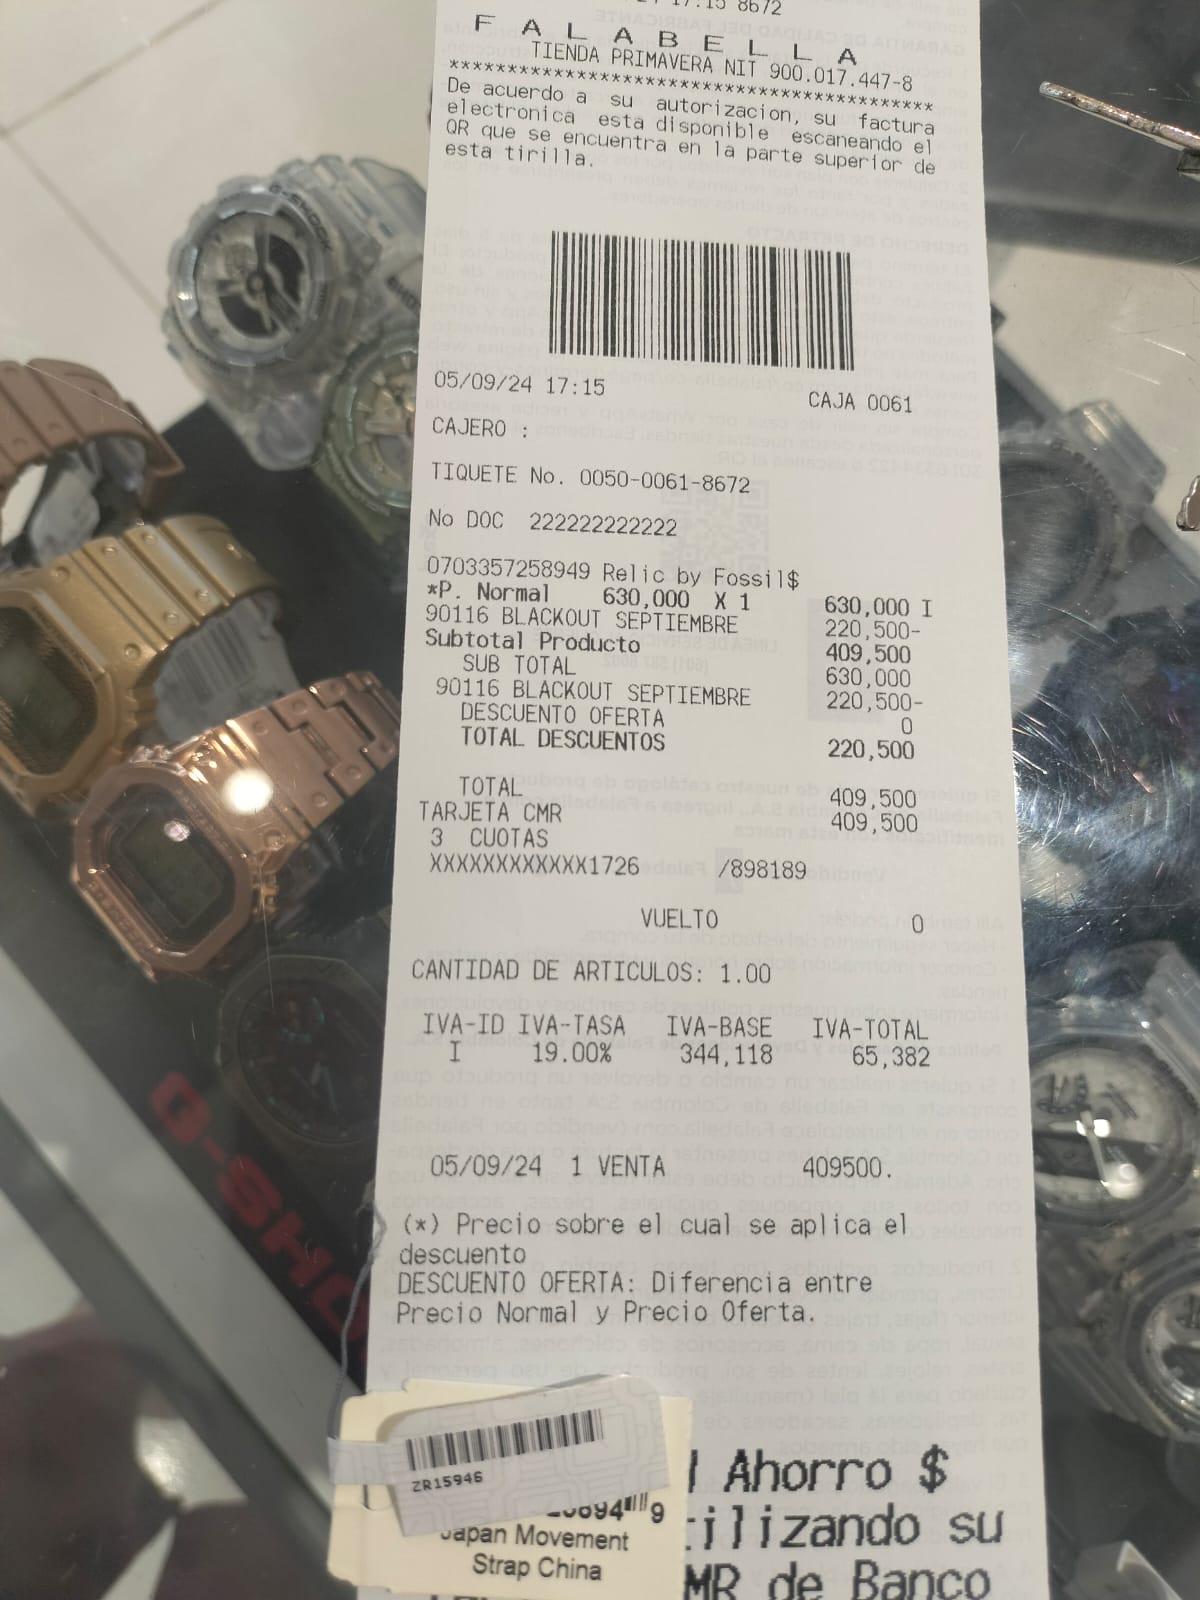 17:15 8672
F A L A B E L L A
TIENDA PRIMAVERA NIT 900.017.447-8
******************************************
De acuerdo a su autorizacion, su factura
electronica esta disponible escaneando el
QR que se encuentra en la parte superior de
esta tirilla.
05/09/24 17:15 CAJA 0061
CAJERO :
TIQUETE No. 0050-0061-8672
No DOC 222222222222
0703357258949 Relic by Fossil$
*P. Normal 630,000 X 1 630,000 I
90116 BLACKOUT SEPTIEMBRE 220,500-
Subtotal Producto 409,500
SUB TOTAL 630,000
90116 BLACKOUT SEPTIEMBRE 220,500-
DESCUENTO OFERTA 0
TOTAL DESCUENTOS 220,500
TOTAL 409,500
TARJETA CMR 409,500
3 CUOTAS
XXXXXXXXXXXX1726 /898189
VUELTO 0
CANTIDAD DE ARTICULOS: 1.00
IVA-ID IVA-TASA IVA-BASE IVA-TOTAL
I 19.00% 344,118 65,382
05/09/24 1 VENTA 409500.
(*) Precio sobre el cual se aplica el
descuento
DESCUENTO OFERTA: Diferencia entre
Precio Normal y Precio Oferta.
Ahorro $
su
de Banco
ZR15946
Japan Movement
Strap China
G-SHOCK
G-SHO